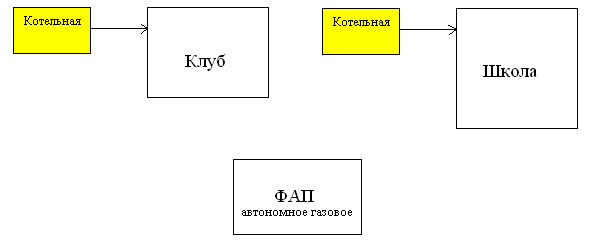 Котельная
Клуб
Котельная
Школа
ФАП
автономное газовое